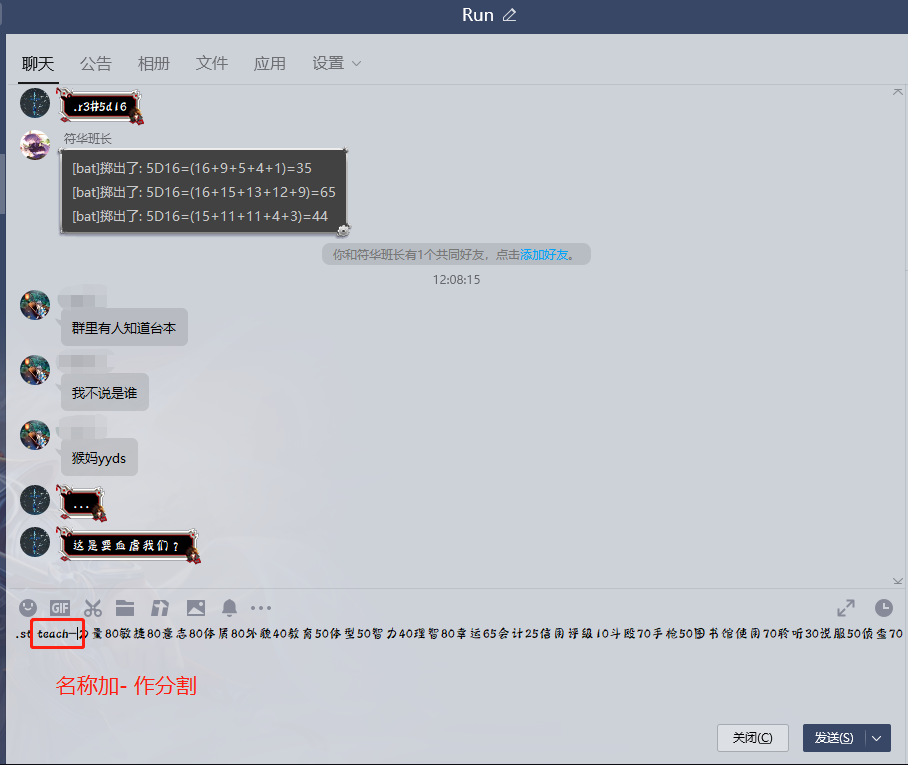 Run
聊天 公告 相册 文件 应用 设置
.r3#5d16
符华班长
[bat]掷出了: 5D16=(16+9+5+4+1)=35
[bat]掷出了: 5D16=(16+15+13+12+9)=65
[bat]掷出了: 5D16=(15+11+11+4+3)=44
你和符华班长有1个共同好友，点击添加好友。
12:08:15
群里有人知道台本
我不说是谁
猴妈yyds
...
这是要血虐我们？
GIF
.st teach-力量80敏捷80意志80体质80外貌40教育50体型50智力40理智80幸运65会计25信用评级10斗殴70手枪50图书馆使用70聆听30说服50侦查70
名称加- 作分割
关闭(C) 发送(S)